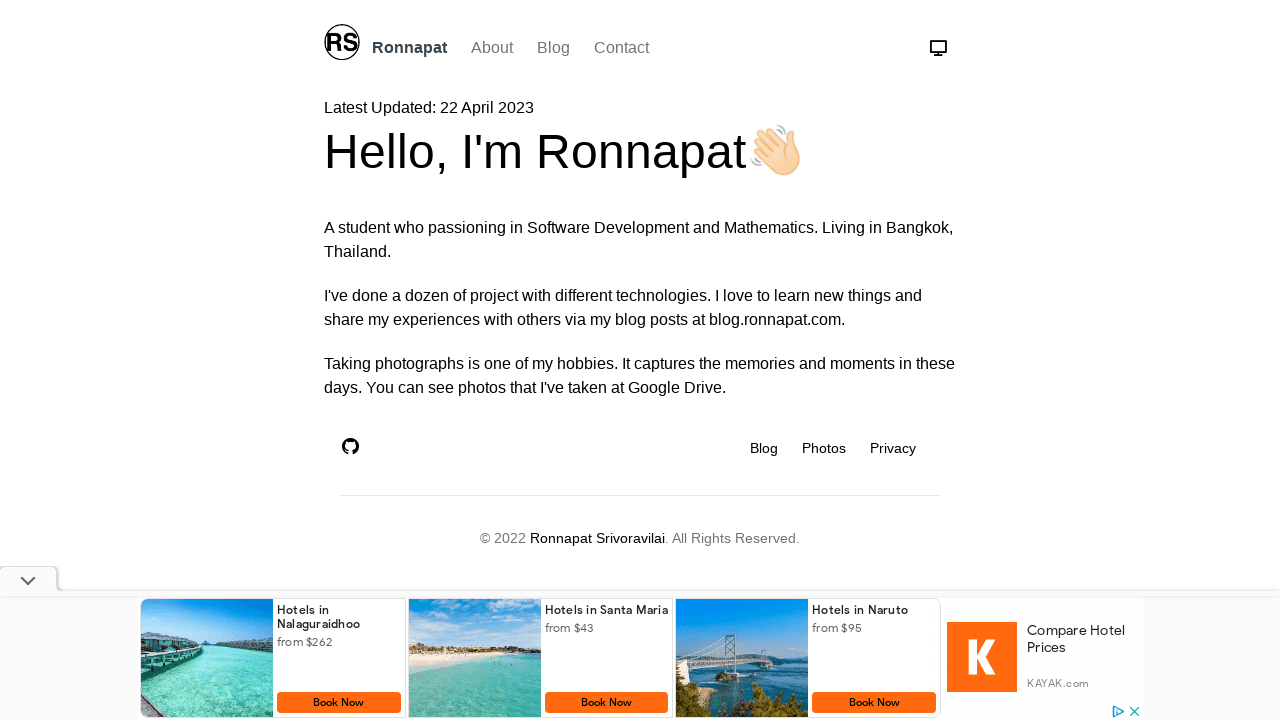 RS
Ronnapat About Blog Contact
Latest Updated: 22 April 2023
Hello, I'm Ronnapat👋🏻
A student who passioning in Software Development and Mathematics. Living in Bangkok,
Thailand.
I've done a dozen of project with different technologies. I love to learn new things and
share my experiences with others via my blog posts at blog.ronnapat.com.
Taking photographs is one of my hobbies. It captures the memories and moments in these
days. You can see photos that I've taken at Google Drive.
Blog Photos Privacy
© 2022 Ronnapat Srivoravilai. All Rights Reserved.
Hotels in
Nalaguraidhoo
from $262
Book Now
Hotels in Santa Maria
from $43
Book Now
Hotels in Naruto
from $95
Book Now
K
Compare Hotel
Prices
KAYAK.com